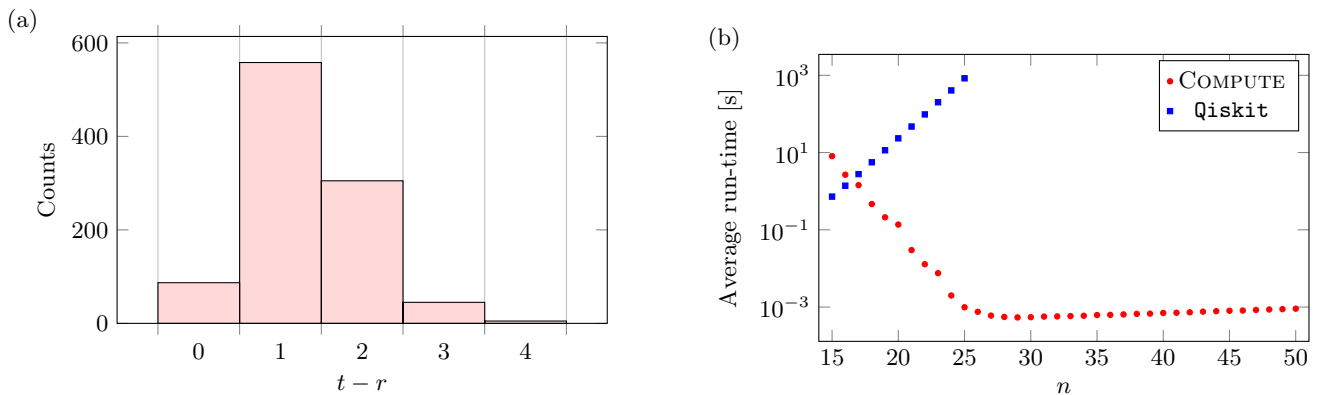 (a)
600
400
200
0
Counts
0 1 2 3 4
t − r
(b)
10^3
10^1
10^−1
10^−3
Average run-time [s]
COMPUTE
Qiskit
15 20 25 30 35 40 45 50
n